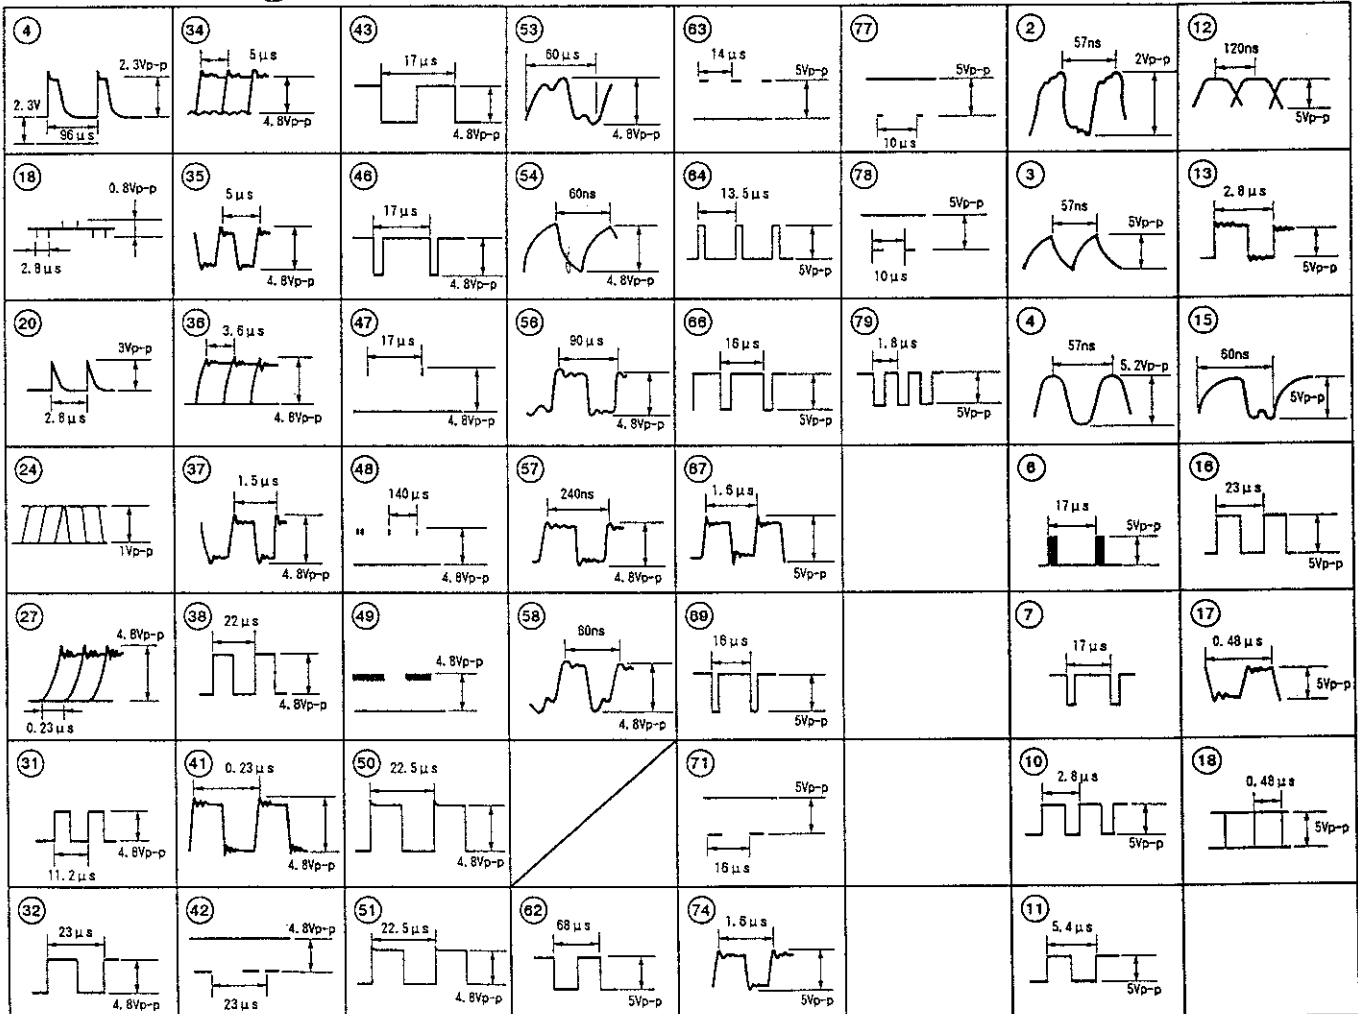 4
2.3Vp-p
2.3V
96μs
34
5μs
4.8Vp-p
43
17μs
4.8Vp-p
53
60μs
4.8Vp-p
63
14μs
5Vp-p
77
5Vp-p
10μs
2
57ns
2Vp-p
12
120ns
5Vp-p
18
0.8Vp-p
2.8μs
35
5μs
4.8Vp-p
46
17μs
4.8Vp-p
54
60ns
4.8Vp-p
64
13.5μs
5Vp-p
78
5Vp-p
10μs
3
57ns
5Vp-p
13
2.8μs
5Vp-p
20
3Vp-p
2.8μs
36
3.6μs
4.8Vp-p
47
17μs
4.8Vp-p
56
90μs
4.8Vp-p
66
16μs
5Vp-p
79
1.8μs
5Vp-p
4
57ns
5.2Vp-p
15
60ns
5Vp-p
24
1Vp-p
37
1.5μs
4.8Vp-p
48
140μs
4.8Vp-p
57
240ns
4.8Vp-p
67
1.6μs
5Vp-p
6
17μs
5Vp-p
16
23μs
5Vp-p
27
4.8Vp-p
0.23μs
38
22μs
4.8Vp-p
49
4.8Vp-p
58
60ns
4.8Vp-p
69
16μs
5Vp-p
7
17μs
5Vp-p
17
0.48μs
5Vp-p
31
4.8Vp-p
11.2μs
41
0.23μs
4.8Vp-p
50
22.5μs
4.8Vp-p
71
5Vp-p
16μs
10
2.8μs
5Vp-p
18
0.48μs
5Vp-p
32
23μs
4.8Vp-p
42
4.8Vp-p
23μs
51
22.5μs
4.8Vp-p
62
68μs
5Vp-p
74
1.6μs
5Vp-p
11
5.4μs
5Vp-p